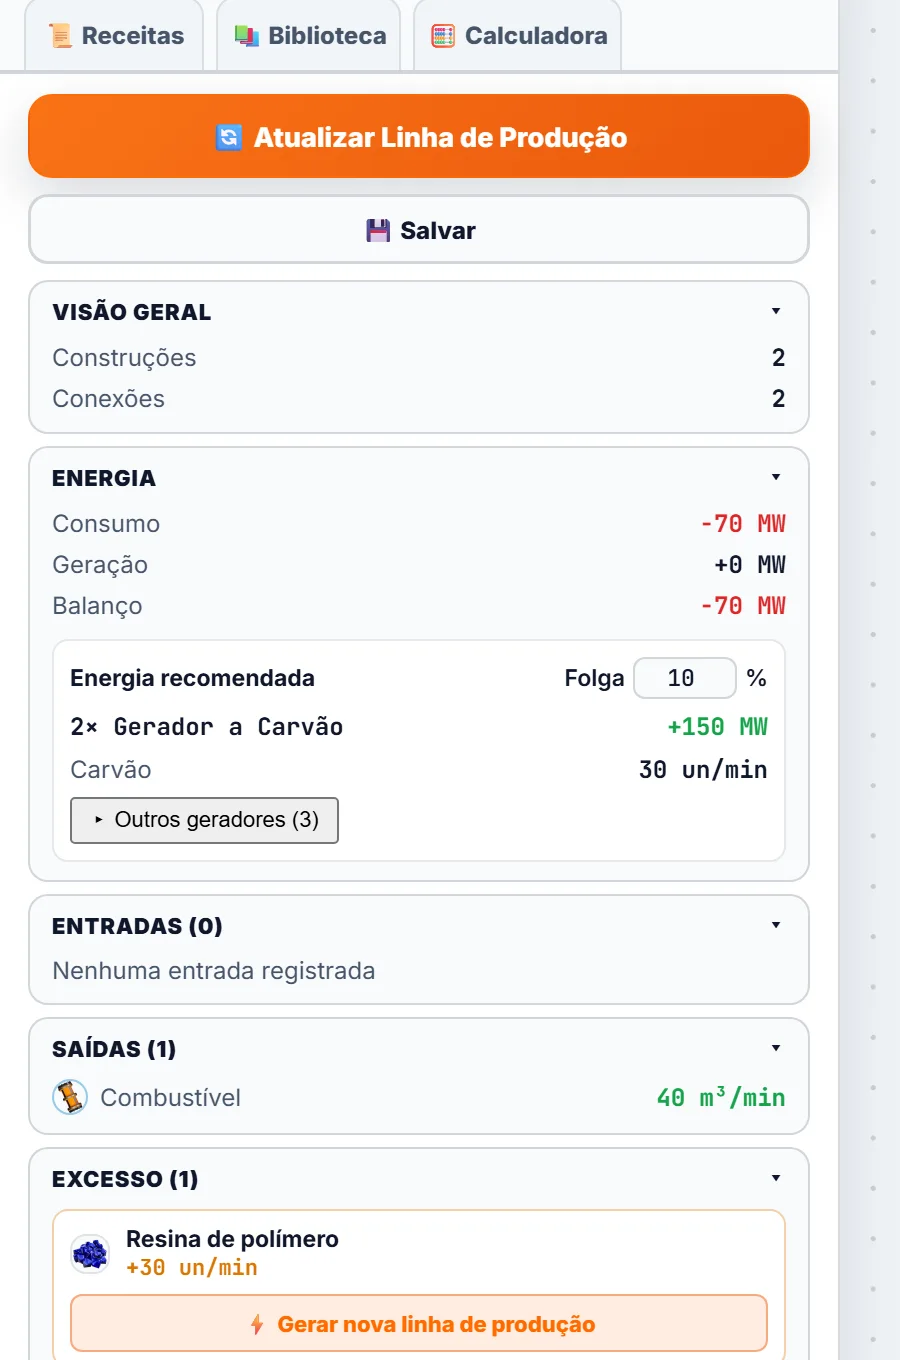 Receitas Biblioteca Calculadora
Atualizar Linha de Produção
Salvar
VISÃO GERAL
Construções 2
Conexões 2
ENERGIA
Consumo -70 MW
Geração +0 MW
Balanço -70 MW
Energia recomendada Folga 10 %
2× Gerador a Carvão +150 MW
Carvão 30 un/min
Outros geradores (3)
ENTRADAS (0)
Nenhuma entrada registrada
SAÍDAS (1)
Combustível 40 m³/min
EXCESSO (1)
Resina de polímero
+30 un/min
Gerar nova linha de produção